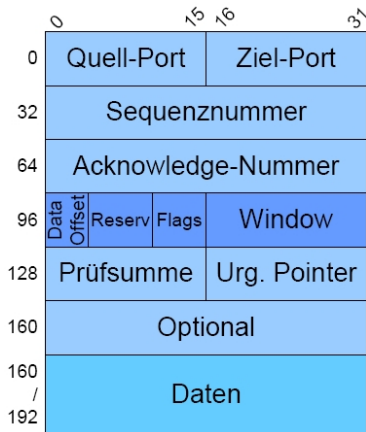 0 15 16 31
0 Quell-Port Ziel-Port
32 Sequenznummer
64 Acknowledge-Nummer
96 Data Offset Reserv Flags Window
128 Prüfsumme Urg. Pointer
160 Optional
160 / 192 Daten